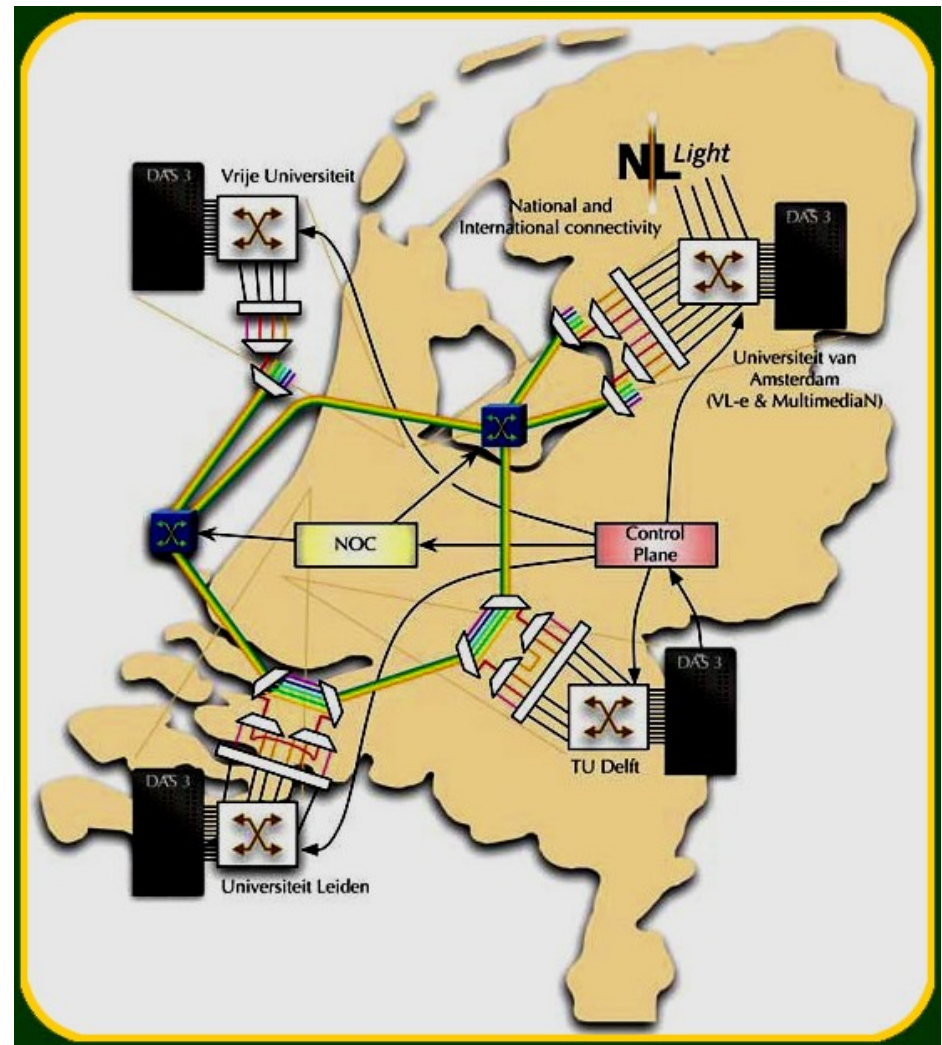 DAS 3
Vrije Universiteit
NL Light
National and
International connectivity
DAS 3
Universiteit van
Amsterdam
(VL-e & MultimediaN)
NOC
Control
Plane
DAS 3
TU Delft
DAS 3
Universiteit Leiden